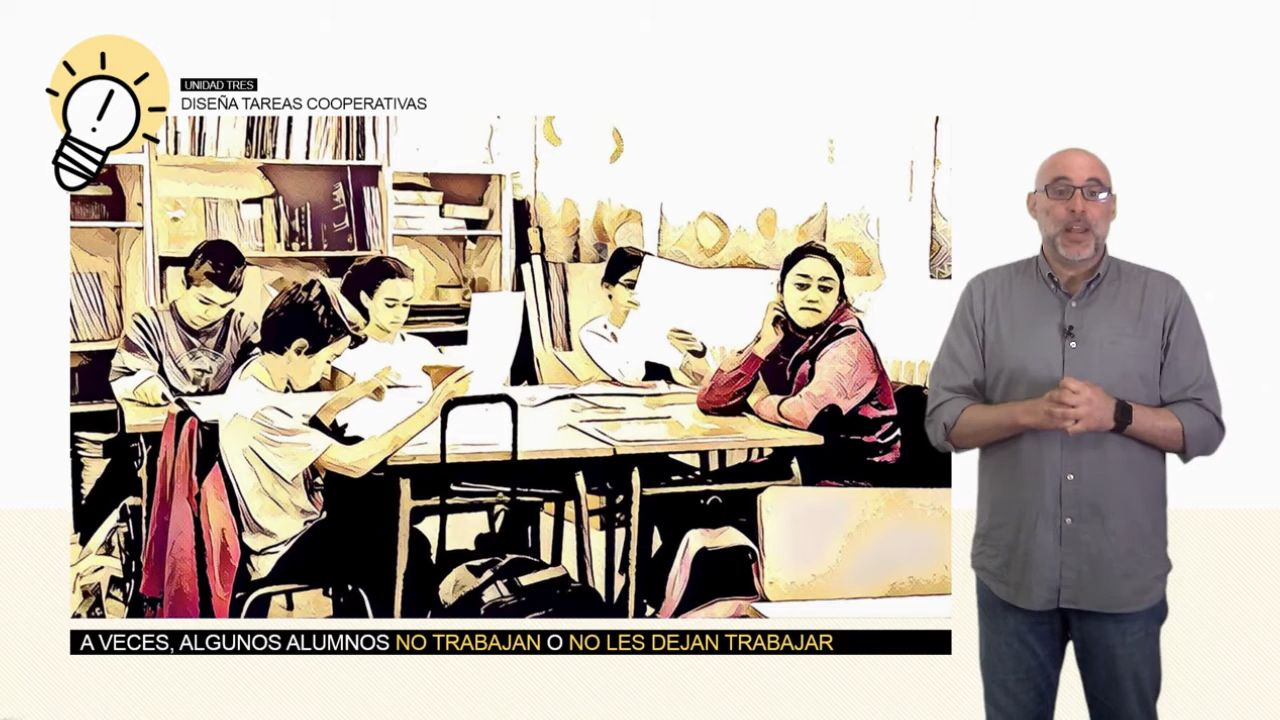 UNIDAD TRES
DISEÑA TAREAS COOPERATIVAS
A VECES, ALGUNOS ALUMNOS NO TRABAJAN O NO LES DEJAN TRABAJAR